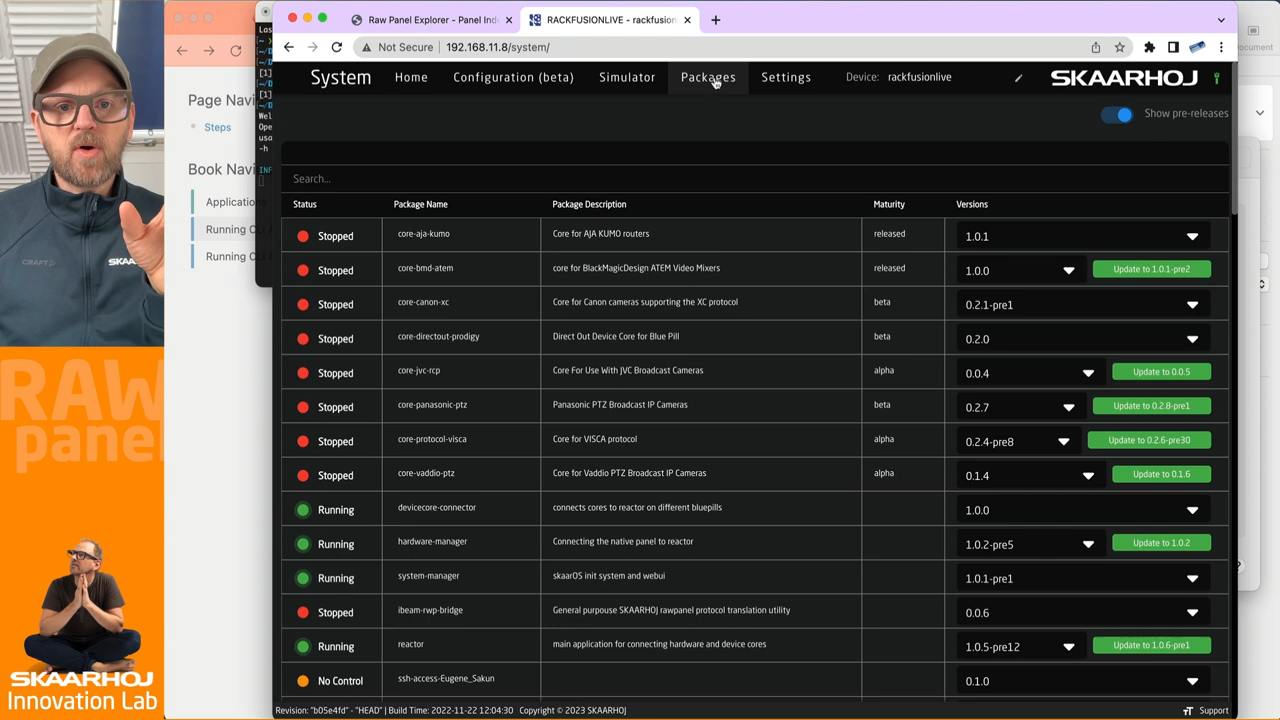 Raw Panel Explorer - Panel Ind
RACKFUSIONLIVE - rackfusion
Not Secure
192.168.11.8/system/
System
Home
Configuration (beta)
Simulator
Packages
Settings
Device:
rackfusionlive
SKAARHOJ
Show pre-releases
Search...
Status Package Name Package Description Maturity Versions
Stopped core-aja-kumo Core for AJA KUMO routers released 1.0.1
Stopped core-bmd-atem core for BlackMagicDesign ATEM Video Mixers released 1.0.0 Update to 1.0.1-pre2
Stopped core-canon-xc Core for Canon cameras supporting the XC protocol beta 0.2.1-pre1
Stopped core-directout-prodigy Direct Out Device Core for Blue Pill beta 0.2.0
Stopped core-jvc-rcp Core For Use With JVC Broadcast Cameras alpha 0.0.4 Update to 0.0.5
Stopped core-panasonic-ptz Panasonic PTZ Broadcast IP Cameras beta 0.2.7 Update to 0.2.8-pre1
Stopped core-protocol-visca Core for VISCA protocol alpha 0.2.4-pre8 Update to 0.2.6-pre30
Stopped core-vaddio-ptz Core for Vaddio PTZ Broadcast IP Cameras alpha 0.1.4 Update to 0.1.6
Running devicecore-connector connects cores to reactor on different bluepills 1.0.0
Running hardware-manager Connecting the native panel to reactor 1.0.2-pre5 Update to 1.0.2
Running system-manager skaarOS init system and webui 1.0.1-pre1
Stopped ibeam-rwp-bridge General purpouse SKAARHOJ rawpanel protocol translation utility 0.0.6
Running reactor main application for connecting hardware and device cores 1.0.5-pre12 Update to 1.0.6-pre1
No Control ssh-access-Eugene_Sakun 0.1.0
Revision: "b05e4fd" - "HEAD" | Build Time: 2022-11-22 12:04:30 Copyright © 2023 SKAARHOJ
Support
Page Navi
Steps
Book Navi
Applicatio
Running CL
Running CL
Las
[1]
[1]
Wel
Ope
usa
-h
INF
ocument
CRAFT
SKAA
RAW
panel
SKAARHOJ
Innovation Lab